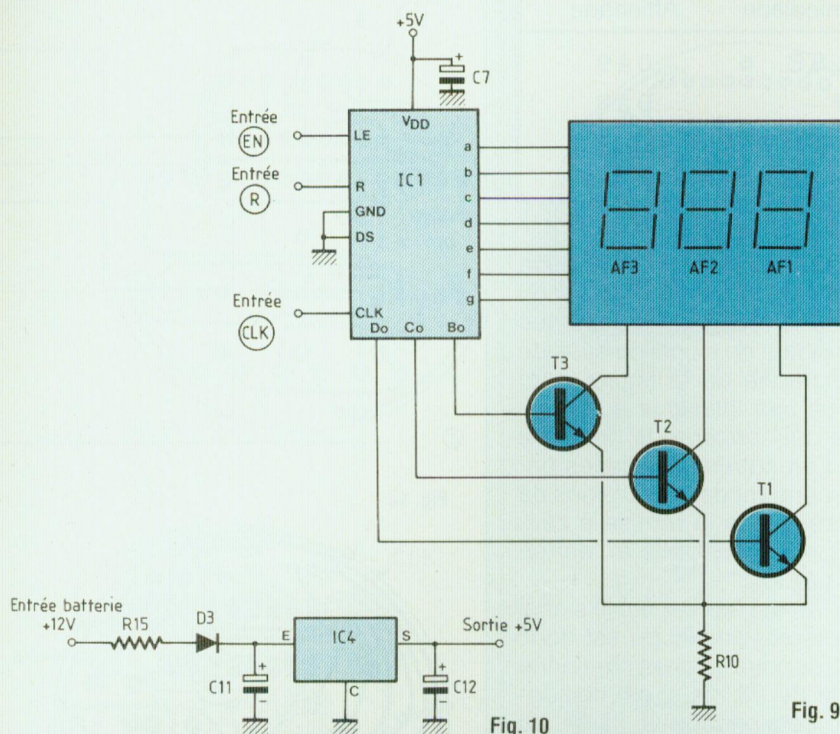 +5V
+
C7
VDD
Entrée
EN
LE
a
Entrée
R
R
IC1
b
c
GND
d
DS
e
f
Entrée
CLK
CLK
g
Do Co Bo
AF3 AF2 AF1
T3
T2
T1
Entrée batterie
+12V
R15
D3
E
IC4
S
Sortie +5V
C
C11
+
-
C12
+
-
R10
Fig. 10
Fig. 9